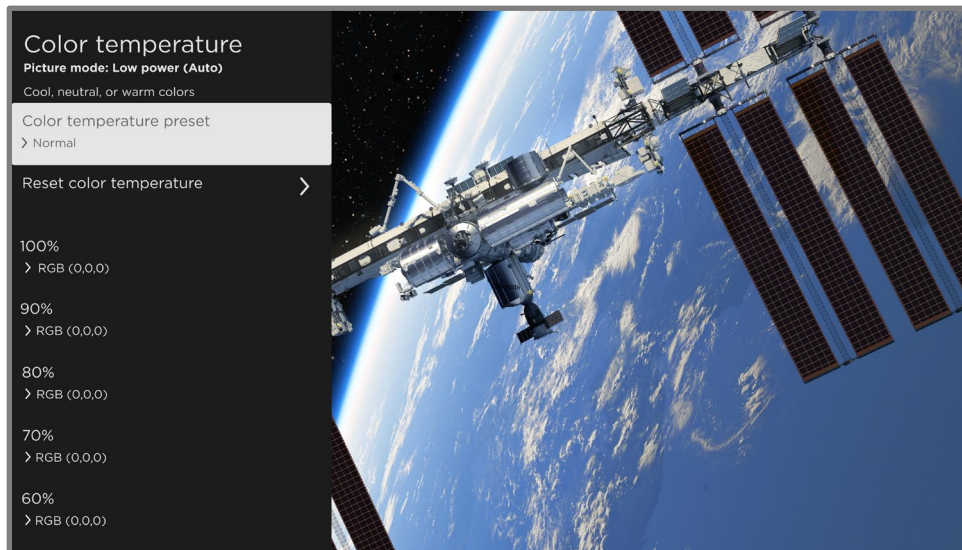 Color temperature
Picture mode: Low power (Auto)
Cool, neutral, or warm colors
Color temperature preset
Normal
Reset color temperature
100%
RGB (0,0,0)
90%
RGB (0,0,0)
80%
RGB (0,0,0)
70%
RGB (0,0,0)
60%
RGB (0,0,0)